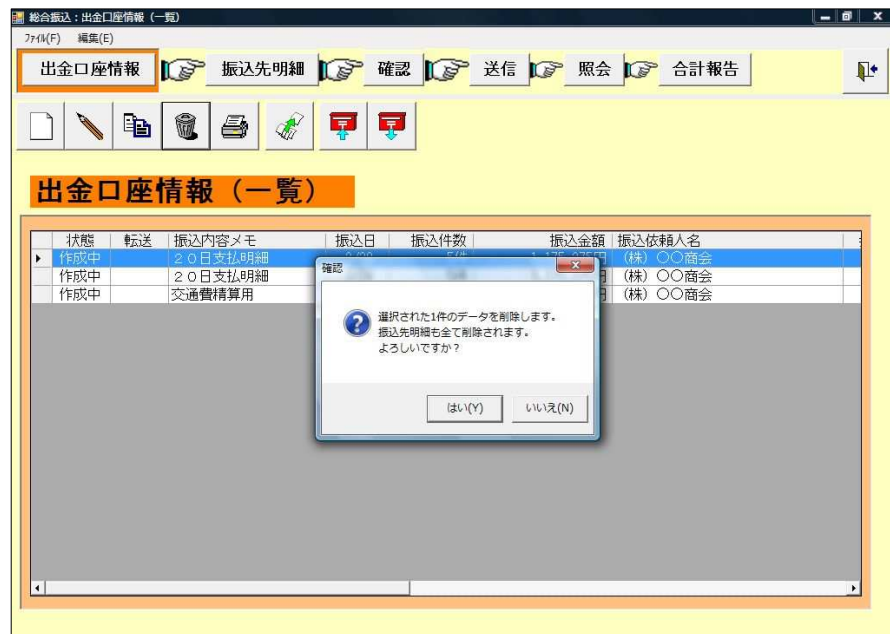 総合振込：出金口座情報（一覧）
ﾌｧｲﾙ(F) 編集(E)
出金口座情報 振込先明細 確認 送信 照会 合計報告
出金口座情報（一覧）
状態 転送 振込内容メモ 振込日 振込件数 振込金額 振込依頼人名
作成中 ２０日支払明細 （株）〇〇商会
作成中 ２０日支払明細 （株）〇〇商会
作成中 交通費精算用 （株）〇〇商会
確認
選択された1件のデータを削除します。
振込先明細も全て削除されます。
よろしいですか？
はい(Y) いいえ(N)